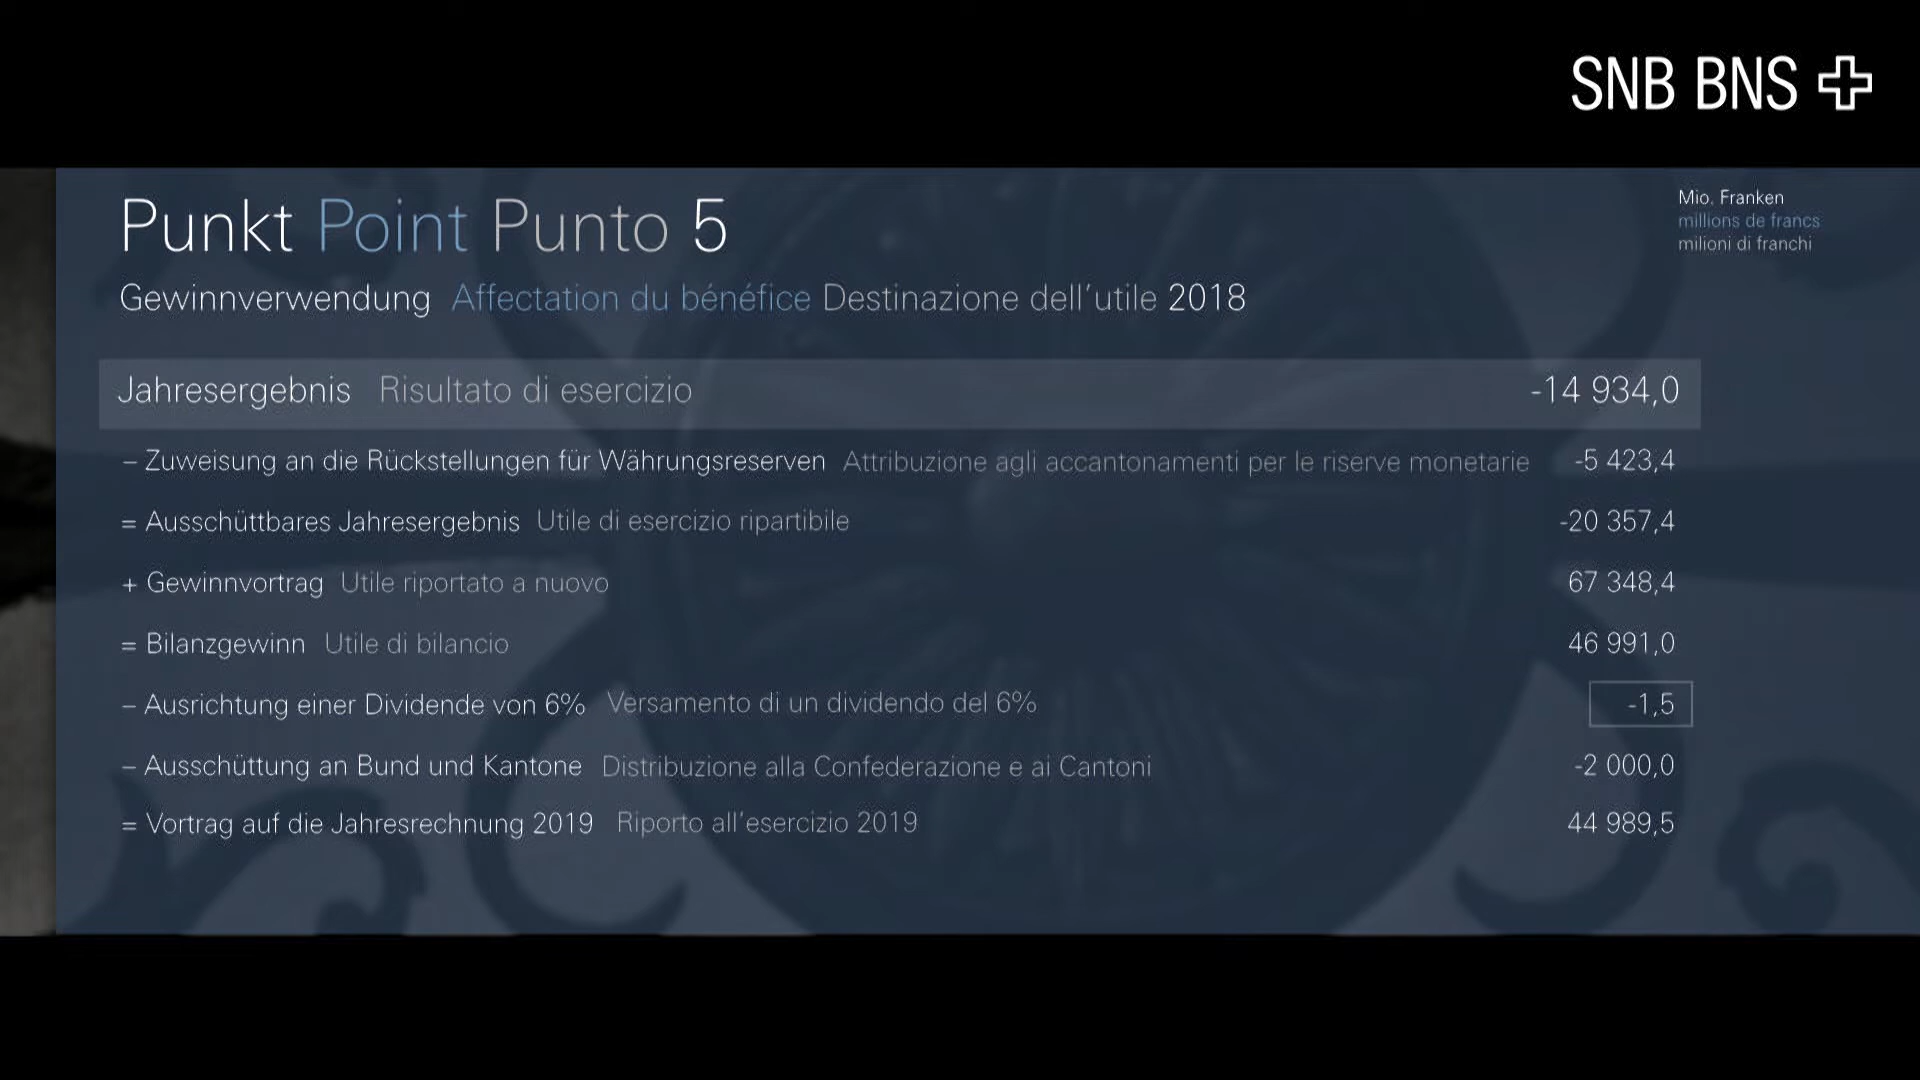 SNB BNS
Punkt Point Punto 5
Mio. Franken
millions de francs
milioni di franchi
Gewinnverwendung Affectation du bénéfice Destinazione dell'utile 2018
Jahresergebnis Risultato di esercizio -14 934,0
– Zuweisung an die Rückstellungen für Währungsreserven Attribuzione agli accantonamenti per le riserve monetarie -5 423,4
= Ausschüttbares Jahresergebnis Utile di esercizio ripartibile -20 357,4
+ Gewinnvortrag Utile riportato a nuovo 67 348,4
= Bilanzgewinn Utile di bilancio 46 991,0
– Ausrichtung einer Dividende von 6% Versamento di un dividendo del 6% -1,5
– Ausschüttung an Bund und Kantone Distribuzione alla Confederazione e ai Cantoni -2 000,0
= Vortrag auf die Jahresrechnung 2019 Riporto all'esercizio 2019 44 989,5